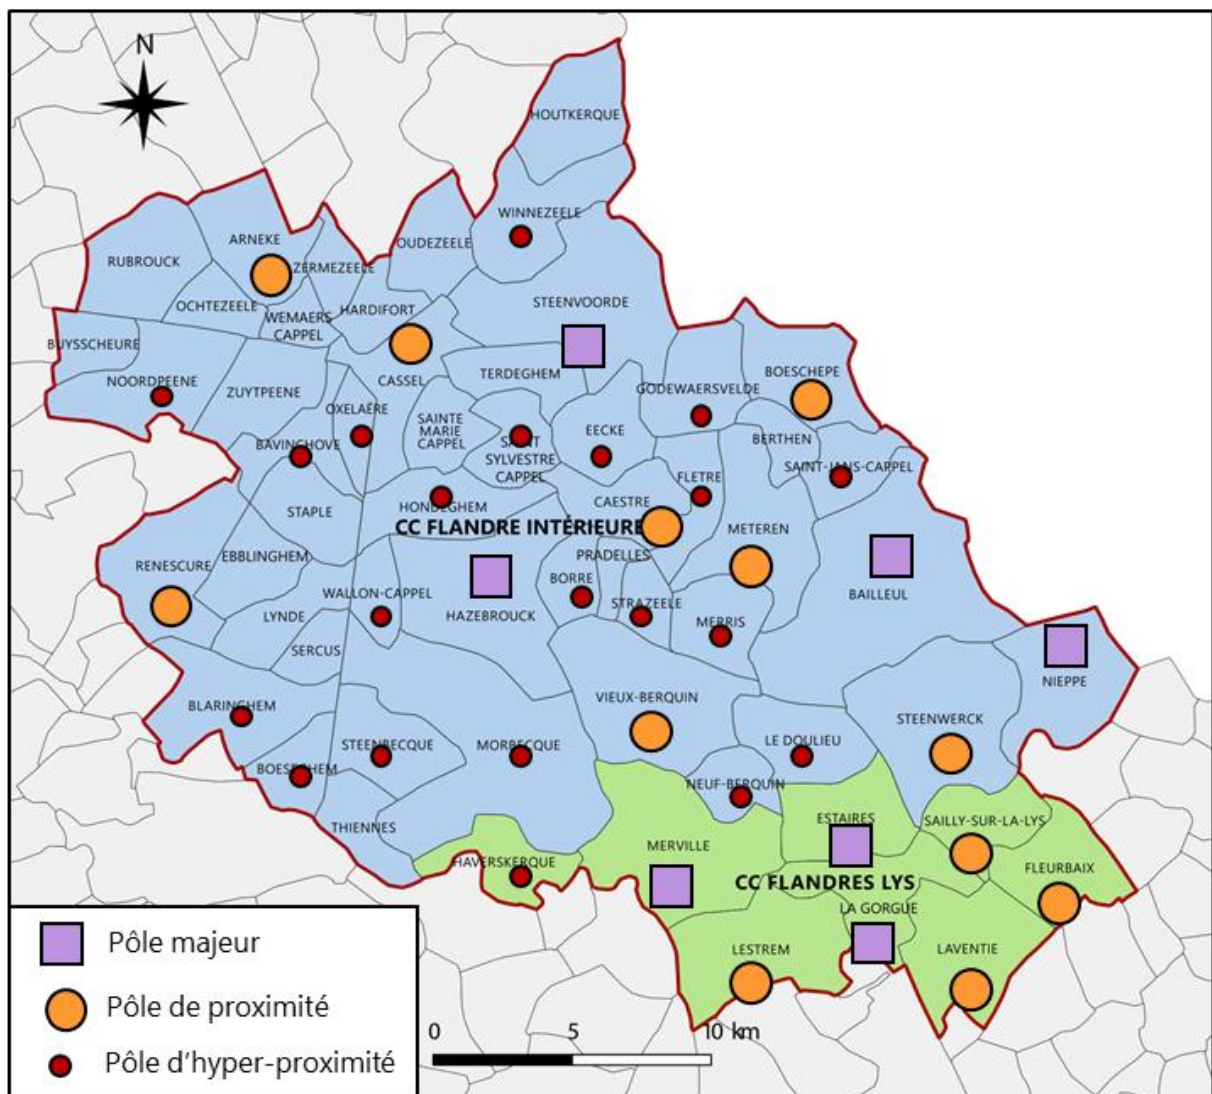 N
HOUTKERQUE
WINNEZEELE
ARNEKE
OUDEZEELE
RUBROUCK
ZERMEZEELE
OCHTEZEELE
HARDIFORT
STEENVOORDE
WEMAERS
CAPPEL
BUYSSCHEURE
NOORDPEENE
ZUYTPEENE
CASSEL
TERDEGHEM
BOESCHEPE
GODEWAERSVELDE
OXELAËRE
SAINTE
MARIE
CAPPEL
BAVINCHOVE
SAINT
SYLVESTRE
CAPPEL
EECKE
BERTHEN
SAINT-JANS-CAPPEL
FLETRE
STAPLE
HONDEGHEM
CAESTRE
CC FLANDRE INTÉRIEURE
METEREN
EBBLINGHEM
PRADELLES
RENESCURE
BORRE
WALLON-CAPPEL
STRAZEELE
BAILLEUL
LYNDE
HAZEBROUCK
MERRIS
SERCUS
NIEPPE
BLARINGHEM
VIEUX-BERQUIN
STEENWERCK
STEENBECQUE
MORBECQUE
LE DOULIEU
BOESEGHEM
NEUF-BERQUIN
THIENNES
ESTAIRES
SAILLY-SUR-LA-LYS
HAVERSKERQUE
MERVILLE
FLEURBAIX
CC FLANDRES LYS
LA GORGUE
LESTREM
LAVENTIE
Pôle majeur
Pôle de proximité
Pôle d'hyper-proximité
0 5 10 km